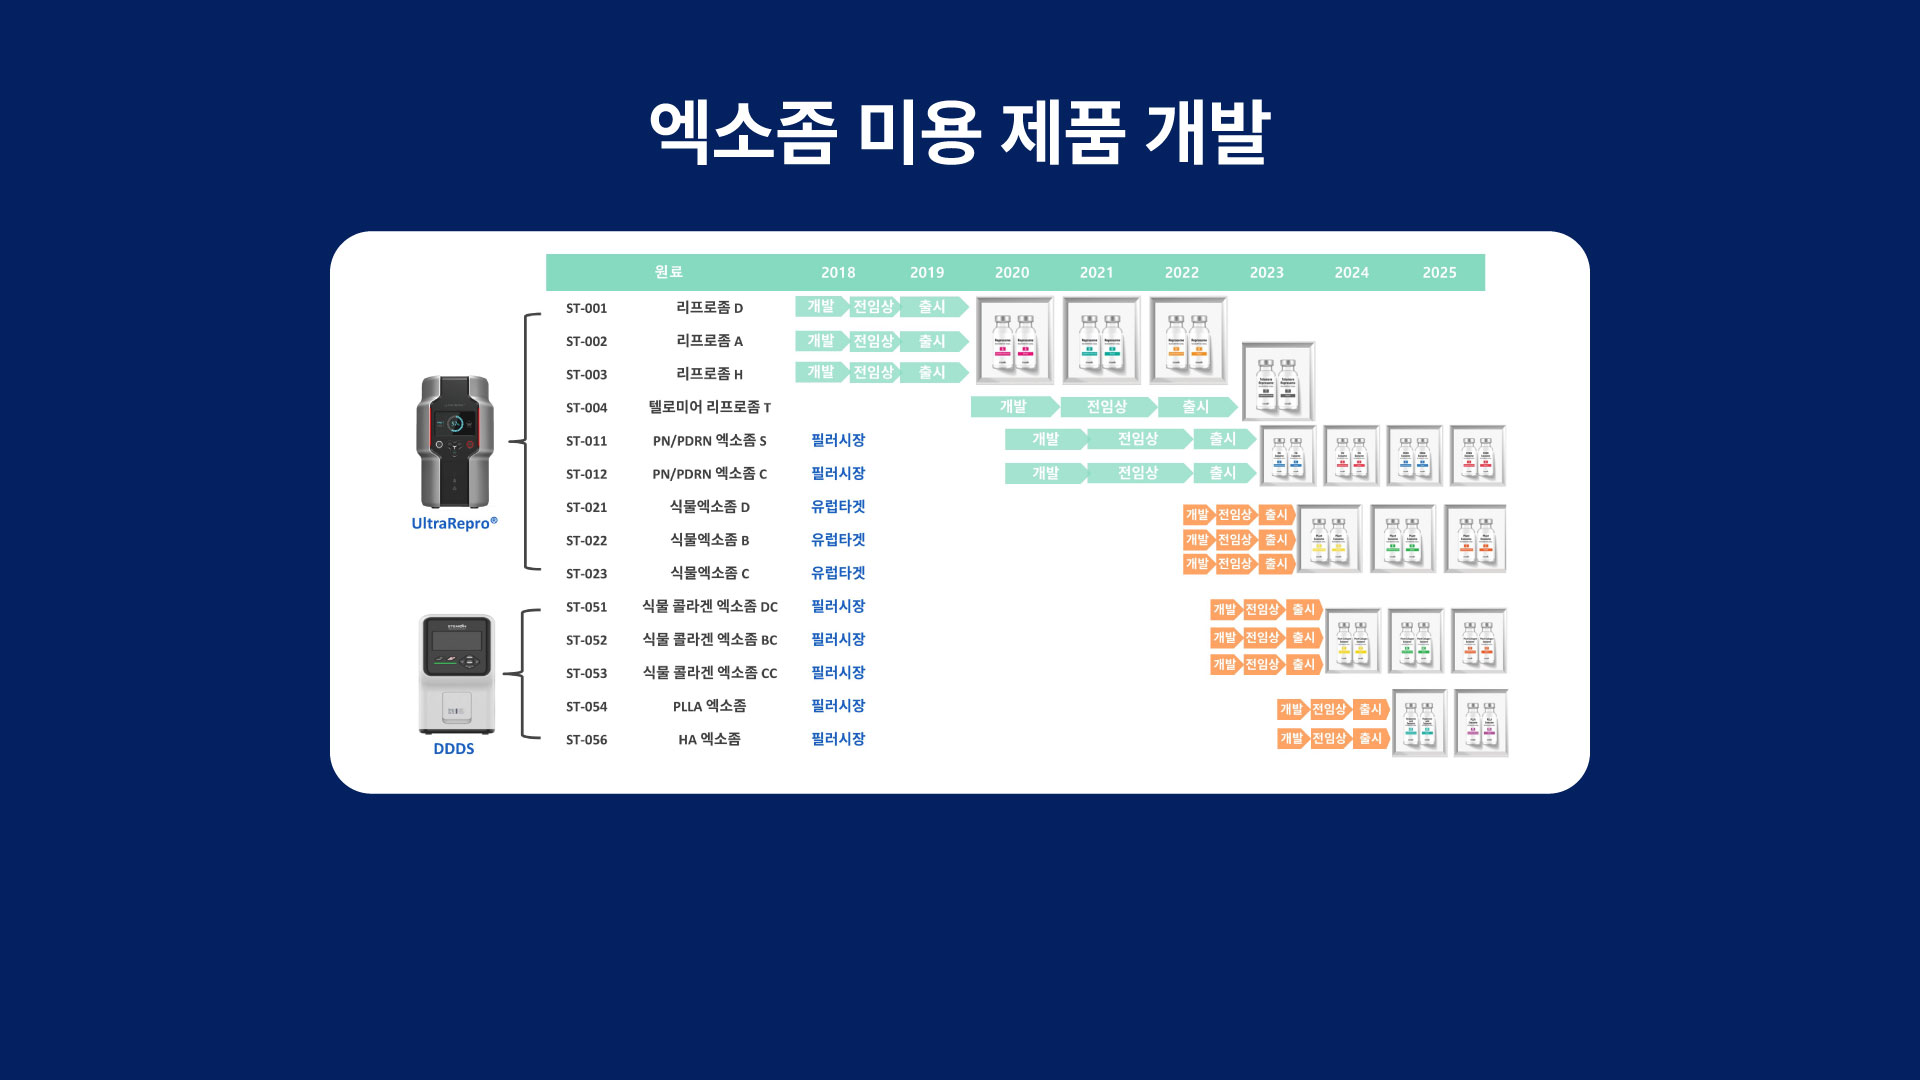 엑소좀 미용 제품 개발
원료 2018 2019 2020 2021 2022 2023 2024 2025
ST-001 리프로좀 D 개발 전임상 출시
ST-002 리프로좀 A 개발 전임상 출시
ST-003 리프로좀 H 개발 전임상 출시
ST-004 텔로미어 리프로좀 T 개발 전임상 출시
ST-011 PN/PDRN 엑소좀 S 필러시장 개발 전임상 출시
ST-012 PN/PDRN 엑소좀 C 필러시장 개발 전임상 출시
ST-021 식물엑소좀 D 유럽타겟 개발 전임상 출시
ST-022 식물엑소좀 B 유럽타겟 개발 전임상 출시
ST-023 식물엑소좀 C 유럽타겟 개발 전임상 출시
UltraRepro®
ST-051 식물 콜라겐 엑소좀 DC 필러시장 개발 전임상 출시
ST-052 식물 콜라겐 엑소좀 BC 필러시장 개발 전임상 출시
ST-053 식물 콜라겐 엑소좀 CC 필러시장 개발 전임상 출시
ST-054 PLLA 엑소좀 필러시장 개발 전임상 출시
ST-056 HA 엑소좀 필러시장 개발 전임상 출시
DDDS